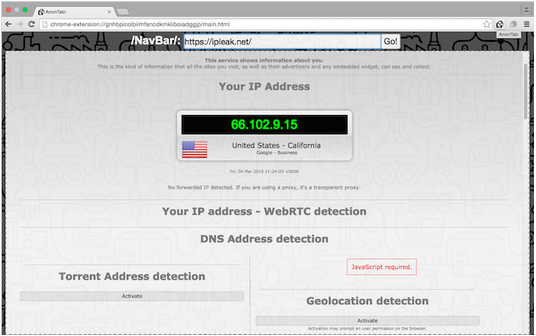 AnonTab!
chrome-extension://gnhbpioolbiimfancdkmkiboiadggjp/main.html
AnonTab
/NavBar/: https://ipleak.net/ Go!
This service shows information about you.
This is the kind of information that all the sites you visit, as well as their advertisers and any embedded widget, can see and collect.
Your IP Address
66.102.9.15
United States - California
Google - Business
Fri, 04 Mar 2016 11:24:05 +0000
No forwarded IP detected. If you are using a proxy, it's a transparent proxy.
Your IP address - WebRTC detection
DNS Address detection
JavaScript required.
Torrent Address detection
Activate
Geolocation detection
Activate
Activation may prompt an user permission on the browser.